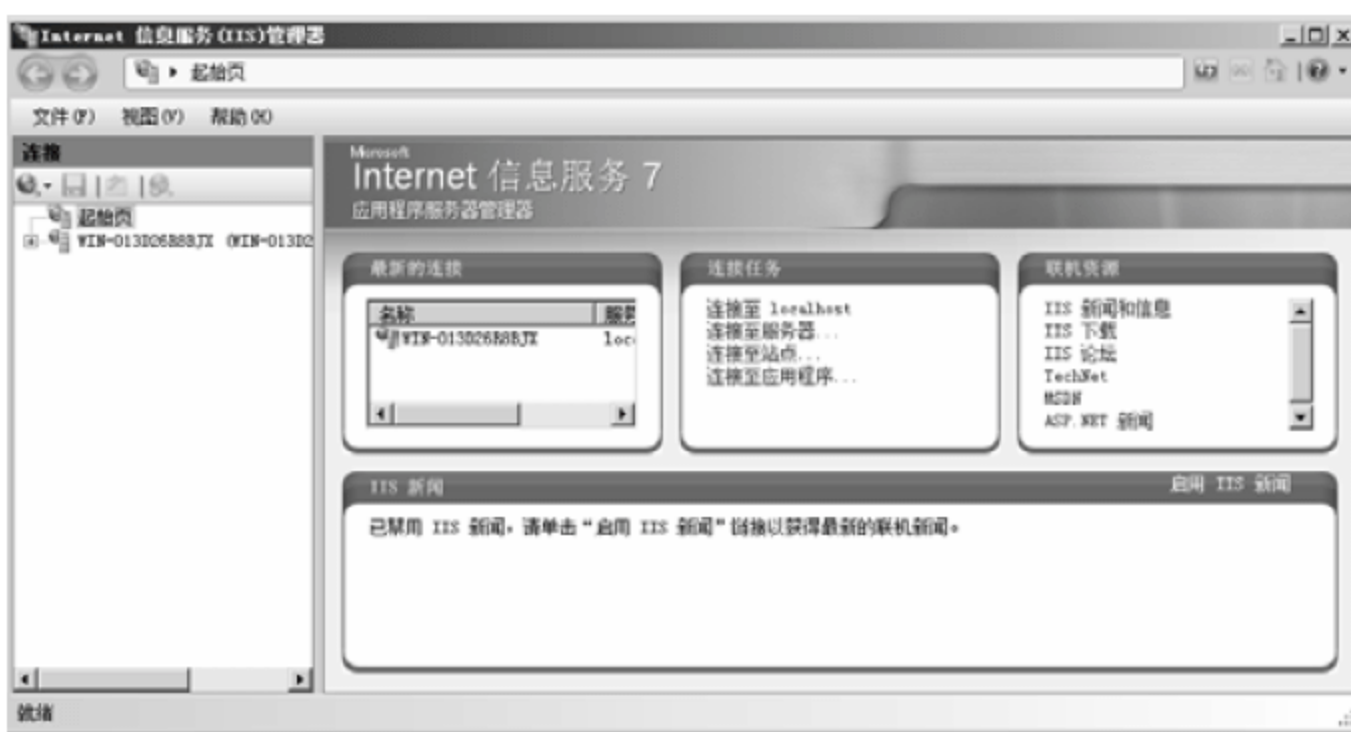 Internet 信息服务(IIS)管理器
起始页
文件(F) 视图(V) 帮助(H)
连接
起始页
Microsoft
Internet 信息服务 7
应用程序服务器管理器
最新的连接
名称 服务
loc
连接任务
连接至 localhost
连接至服务器...
连接至站点...
连接至应用程序...
联机资源
IIS 新闻和信息
IIS 下载
IIS 论坛
TechNet
MSDN
ASP.NET 新闻
IIS 新闻 启用 IIS 新闻
已禁用 IIS 新闻。请单击“启用 IIS 新闻”链接以获得最新的联机新闻。
就绪